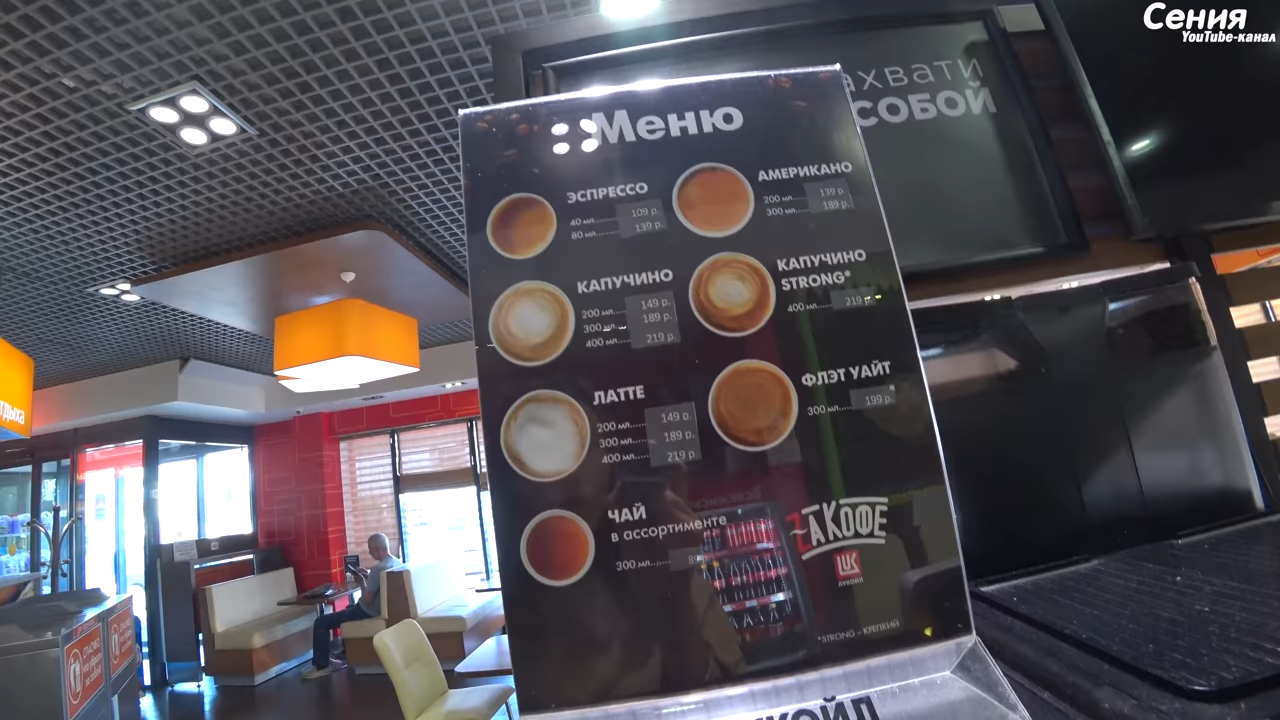 Сения
YouTube-канал
СОБОЙ
Меню
ЭСПРЕССО
40 мл....... 109 р.
80 мл....... 139 р.
АМЕРИКАНО
200 мл....... 139 р.
300 мл....... 189 р.
КАПУЧИНО
200 мл....... 149 р.
300 мл....... 189 р.
400 мл....... 219 р.
КАПУЧИНО
STRONG*
400 мл....... 219 р
ЛАТТЕ
200 мл....... 149 р.
300 мл....... 189 р.
400 мл....... 219 р
ФЛЭТ УАЙТ
300 мл....... 199 р.
ЧАЙ
в ассортименте
300 мл.......
ZАКОФЕ
LUK
ЛУКОЙЛ
*STRONG - КРЕПКИЙ